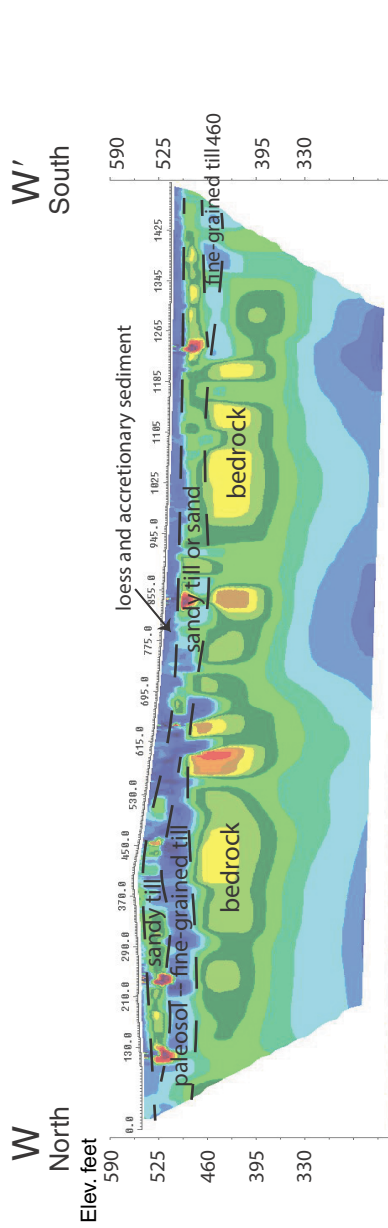 W
North
Elev. feet
590
525
460
395
330
0.0
130.0
210.0
290.0
370.0
450.0
530.0
615.0
695.0
775.0
855.0
945.0
1025
1105
1185
1265
1345
1425
loess and accretionary sediment
sandy till
paleosol -- fine-grained till
bedrock
sandy till or sand
bedrock
fine-grained till
W'
South
590
525
460
395
330